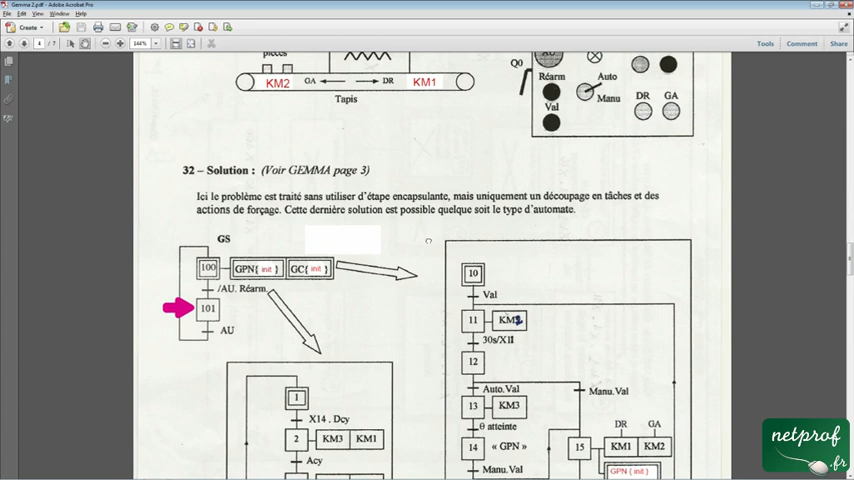 Gemma 2.pdf - Adobe Acrobat Pro
File Edit View Window Help
Create
4 / 7
144%
Tools
Comment
Share
pièces
KM2
GA
DR
KM1
Tapis
AU
Q0
Réarm
Auto
Val
Manu
DR
GA
32 – Solution : (Voir GEMMA page 3)
Ici le problème est traité sans utiliser d'étape encapsulante, mais uniquement un découpage en tâches et des
actions de forçage. Cette dernière solution est possible quelque soit le type d'automate.
GS
100
GPN{ init }
GC{ init }
/AU. Réarm
101
AU
1
X14 . Dcy
2
KM3
KM1
Acy
10
Val
11
30s/X11
12
Auto.Val
Manu.Val
13
KM3
θ atteinte
DR
GA
14
« GPN »
15
KM1
KM2
Manu.Val
GPN ( init )
netprof
.fr